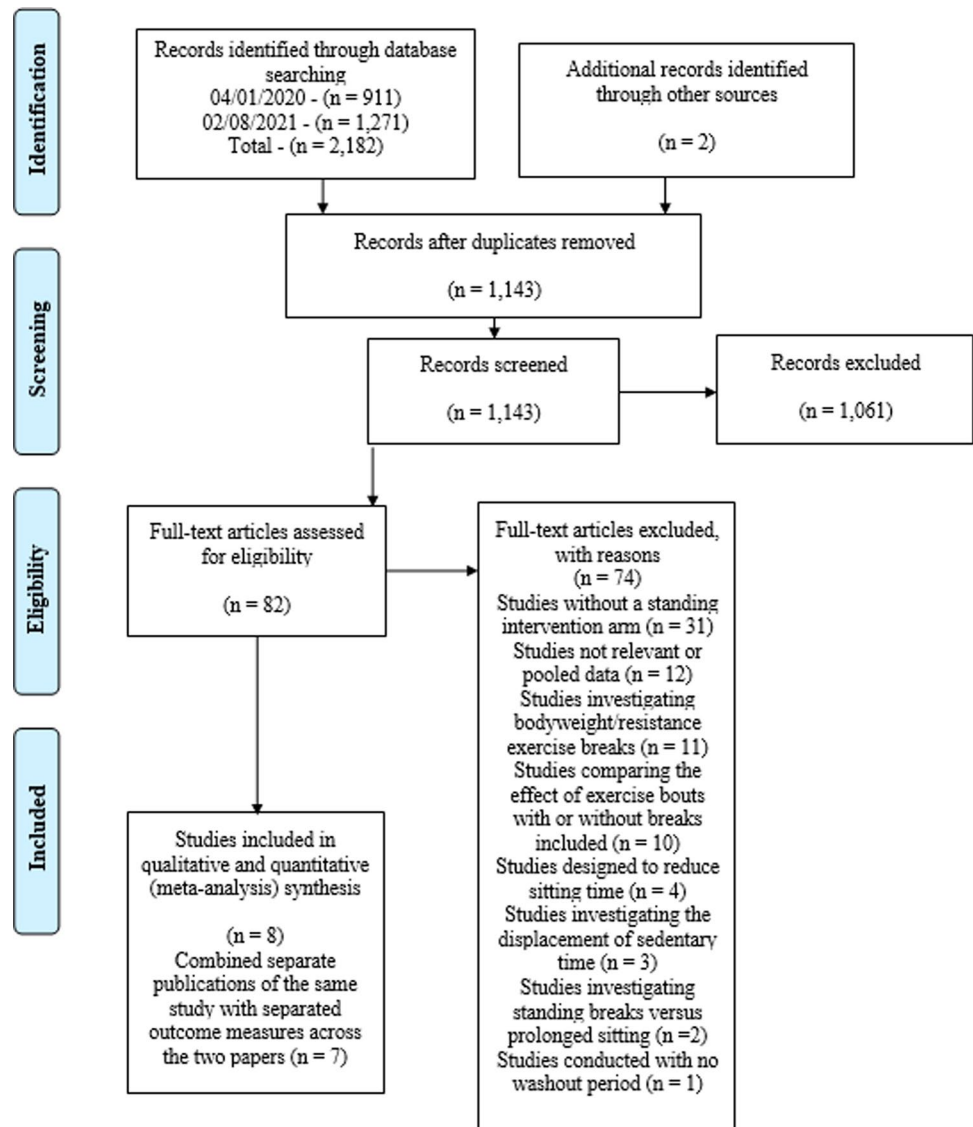 Identification
Records identified through database
searching
04/01/2020 - (n = 911)
02/08/2021 - (n = 1,271)
Total - (n = 2,182)
Additional records identified
through other sources
(n = 2)
Records after duplicates removed
(n = 1,143)
Screening
Records screened
(n = 1,143)
Records excluded
(n = 1,061)
Eligibility
Full-text articles assessed
for eligibility
(n = 82)
Full-text articles excluded,
with reasons
(n = 74)
Studies without a standing
intervention arm (n = 31)
Studies not relevant or
pooled data (n = 12)
Studies investigating
bodyweight/resistance
exercise breaks (n = 11)
Studies comparing the
effect of exercise bouts
with or without breaks
included (n = 10)
Studies designed to reduce
sitting time (n = 4)
Studies investigating the
displacement of sedentary
time (n = 3)
Studies investigating
standing breaks versus
prolonged sitting (n =2)
Studies conducted with no
washout period (n = 1)
Included
Studies included in
qualitative and quantitative
(meta-analysis) synthesis
(n = 8)
Combined separate
publications of the same
study with separated
outcome measures across
the two papers (n = 7)